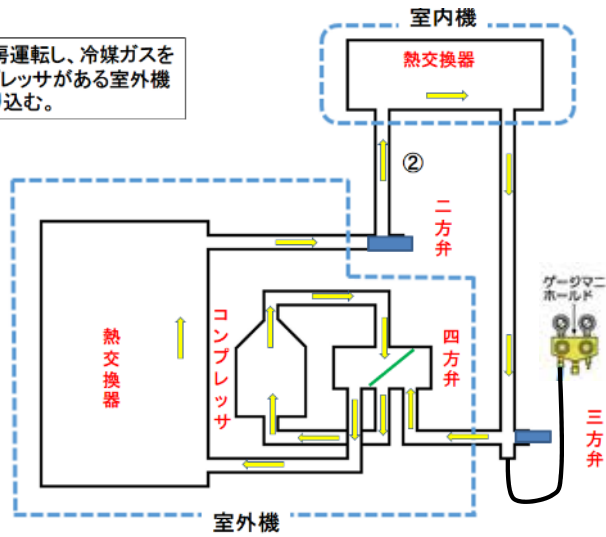 室内機
房運転し、冷媒ガスを
レッサがある室外機
込む。
熱交換器
②
二方弁
ゲージマニ
ホールド
コンプレッサ
四方弁
熱交換器
三方弁
室外機